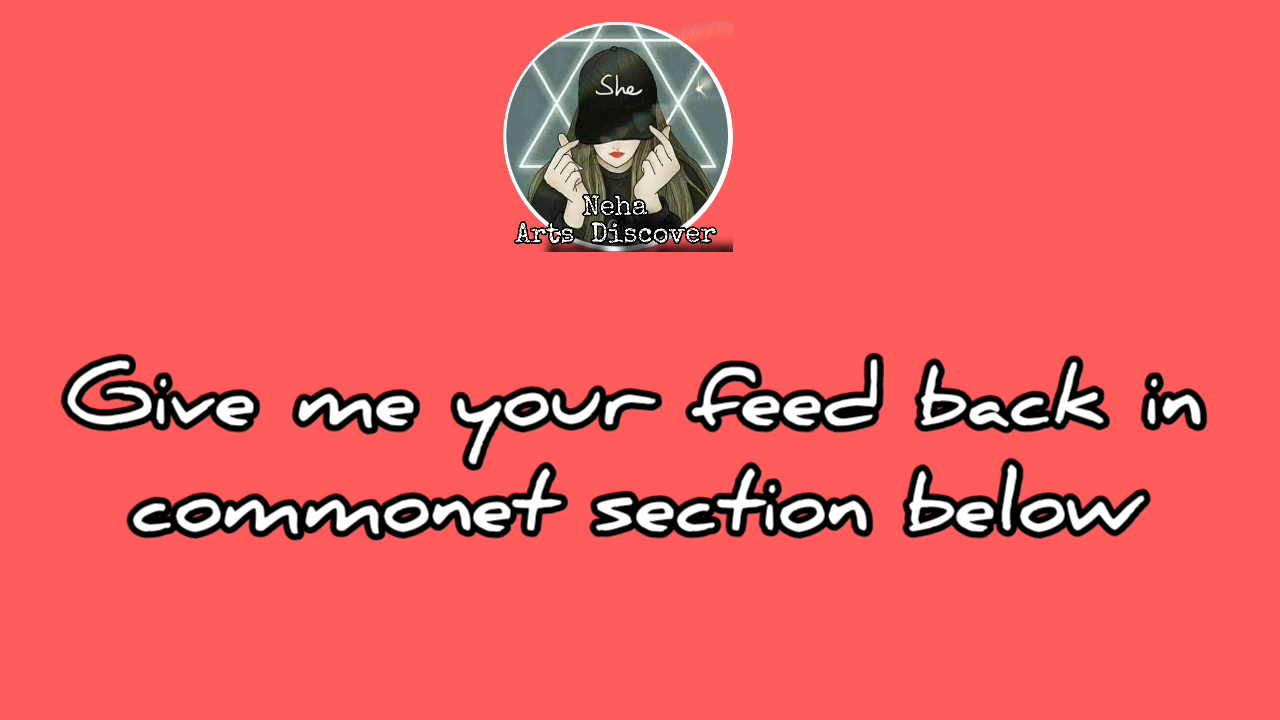 She
Neha
Arts Discover
Give me your feed back in
commonet section below